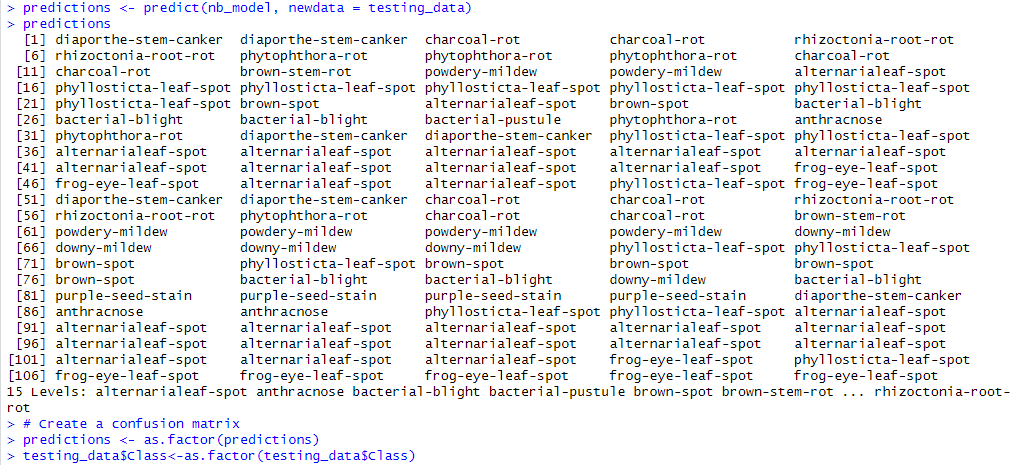 > predictions <- predict(nb_model, newdata = testing_data)
> predictions
[1] diaporthe-stem-canker diaporthe-stem-canker charcoal-rot charcoal-rot rhizoctonia-root-rot
[6] rhizoctonia-root-rot phytophthora-rot phytophthora-rot phytophthora-rot charcoal-rot
[11] charcoal-rot brown-stem-rot powdery-mildew powdery-mildew alternarialeaf-spot
[16] phyllosticta-leaf-spot phyllosticta-leaf-spot phyllosticta-leaf-spot phyllosticta-leaf-spot phyllosticta-leaf-spot
[21] phyllosticta-leaf-spot brown-spot alternarialeaf-spot brown-spot bacterial-blight
[26] bacterial-blight bacterial-blight bacterial-pustule phytophthora-rot anthracnose
[31] phytophthora-rot diaporthe-stem-canker diaporthe-stem-canker phyllosticta-leaf-spot phyllosticta-leaf-spot
[36] alternarialeaf-spot alternarialeaf-spot alternarialeaf-spot alternarialeaf-spot alternarialeaf-spot
[41] alternarialeaf-spot alternarialeaf-spot alternarialeaf-spot alternarialeaf-spot frog-eye-leaf-spot
[46] frog-eye-leaf-spot alternarialeaf-spot alternarialeaf-spot phyllosticta-leaf-spot frog-eye-leaf-spot
[51] diaporthe-stem-canker diaporthe-stem-canker charcoal-rot charcoal-rot rhizoctonia-root-rot
[56] rhizoctonia-root-rot phytophthora-rot charcoal-rot charcoal-rot brown-stem-rot
[61] powdery-mildew powdery-mildew powdery-mildew powdery-mildew downy-mildew
[66] downy-mildew downy-mildew downy-mildew phyllosticta-leaf-spot phyllosticta-leaf-spot
[71] brown-spot phyllosticta-leaf-spot brown-spot brown-spot brown-spot
[76] brown-spot bacterial-blight bacterial-blight downy-mildew bacterial-blight
[81] purple-seed-stain purple-seed-stain purple-seed-stain purple-seed-stain diaporthe-stem-canker
[86] anthracnose anthracnose phyllosticta-leaf-spot phyllosticta-leaf-spot alternarialeaf-spot
[91] alternarialeaf-spot alternarialeaf-spot alternarialeaf-spot alternarialeaf-spot alternarialeaf-spot
[96] alternarialeaf-spot alternarialeaf-spot alternarialeaf-spot alternarialeaf-spot alternarialeaf-spot
[101] alternarialeaf-spot alternarialeaf-spot alternarialeaf-spot frog-eye-leaf-spot phyllosticta-leaf-spot
[106] frog-eye-leaf-spot frog-eye-leaf-spot frog-eye-leaf-spot frog-eye-leaf-spot frog-eye-leaf-spot
15 Levels: alternarialeaf-spot anthracnose bacterial-blight bacterial-pustule brown-spot brown-stem-rot ... rhizoctonia-root-
rot
> # Create a confusion matrix
> predictions <- as.factor(predictions)
> testing_data$Class<-as.factor(testing_data$Class)